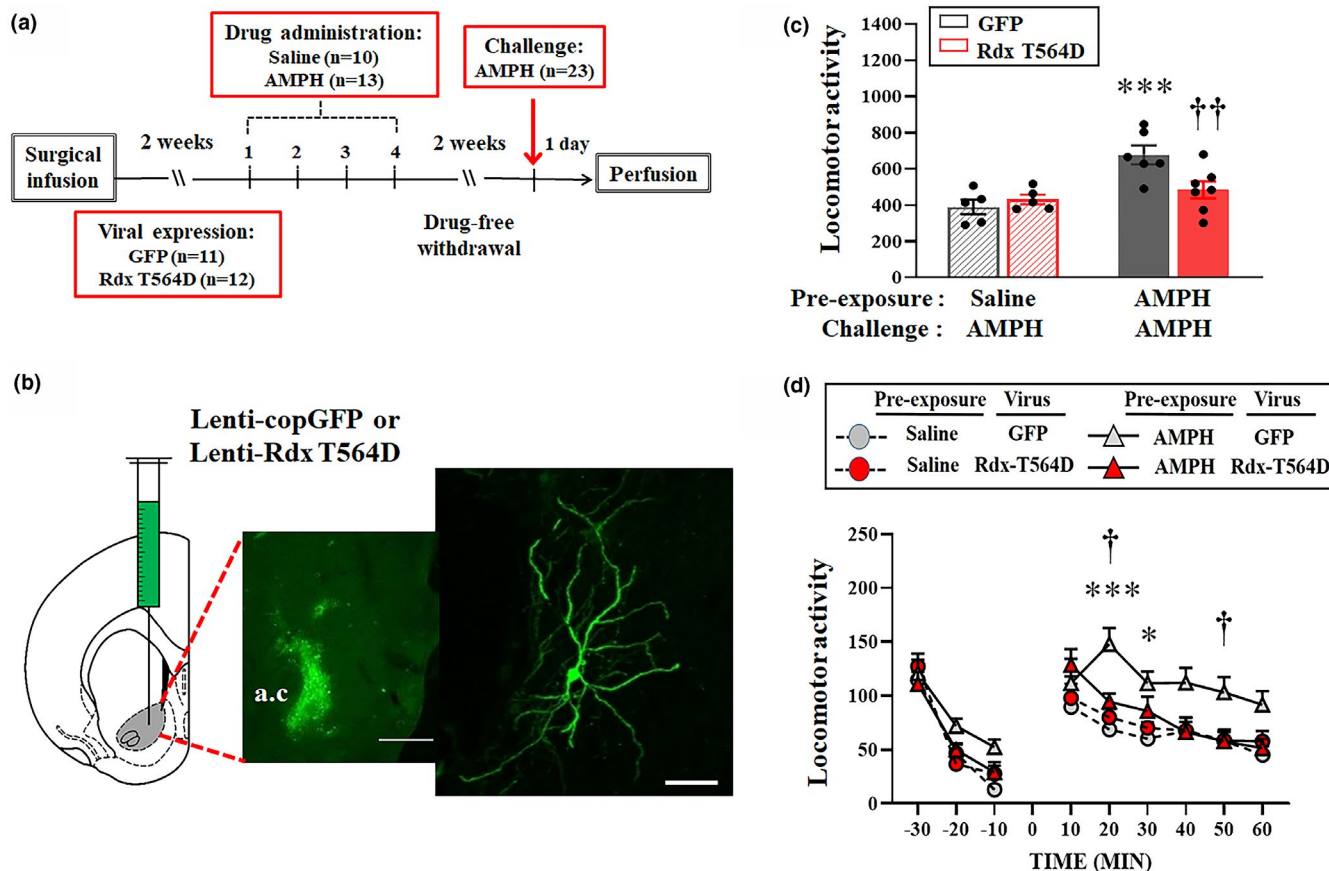 (a)
Drug administration:
Saline (n=10)
AMPH (n=13)
Challenge:
AMPH (n=23)
2 weeks
1
2
3
4
2 weeks
1 day
Surgical
infusion
Perfusion
Viral expression:
GFP (n=11)
Rdx T564D (n=12)
Drug-free
withdrawal
(b)
Lenti-copGFP or
Lenti-Rdx T564D
a.c
(c)
GFP
Rdx T564D
Locomotor activity
1400
1200
1000
800
600
400
200
0
***
††
Pre-exposure : Saline AMPH
Challenge : AMPH AMPH
(d)
Pre-exposure Virus Pre-exposure Virus
Saline GFP AMPH GFP
Saline Rdx-T564D AMPH Rdx-T564D
Locomotor activity
250
200
150
100
50
0
†
***
*
†
-30 -20 -10 0 10 20 30 40 50 60
TIME (MIN)